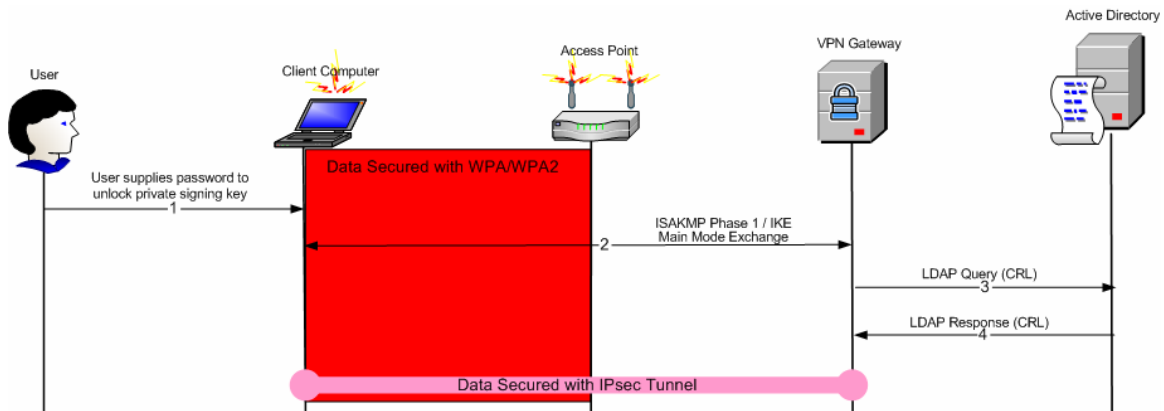 User
Client Computer
Access Point
VPN Gateway
Active Directory
Data Secured with WPA/WPA2
User supplies password to
unlock private signing key
1
ISAKMP Phase 1 / IKE
Main Mode Exchange
2
LDAP Query (CRL)
3
LDAP Response (CRL)
4
Data Secured with IPsec Tunnel